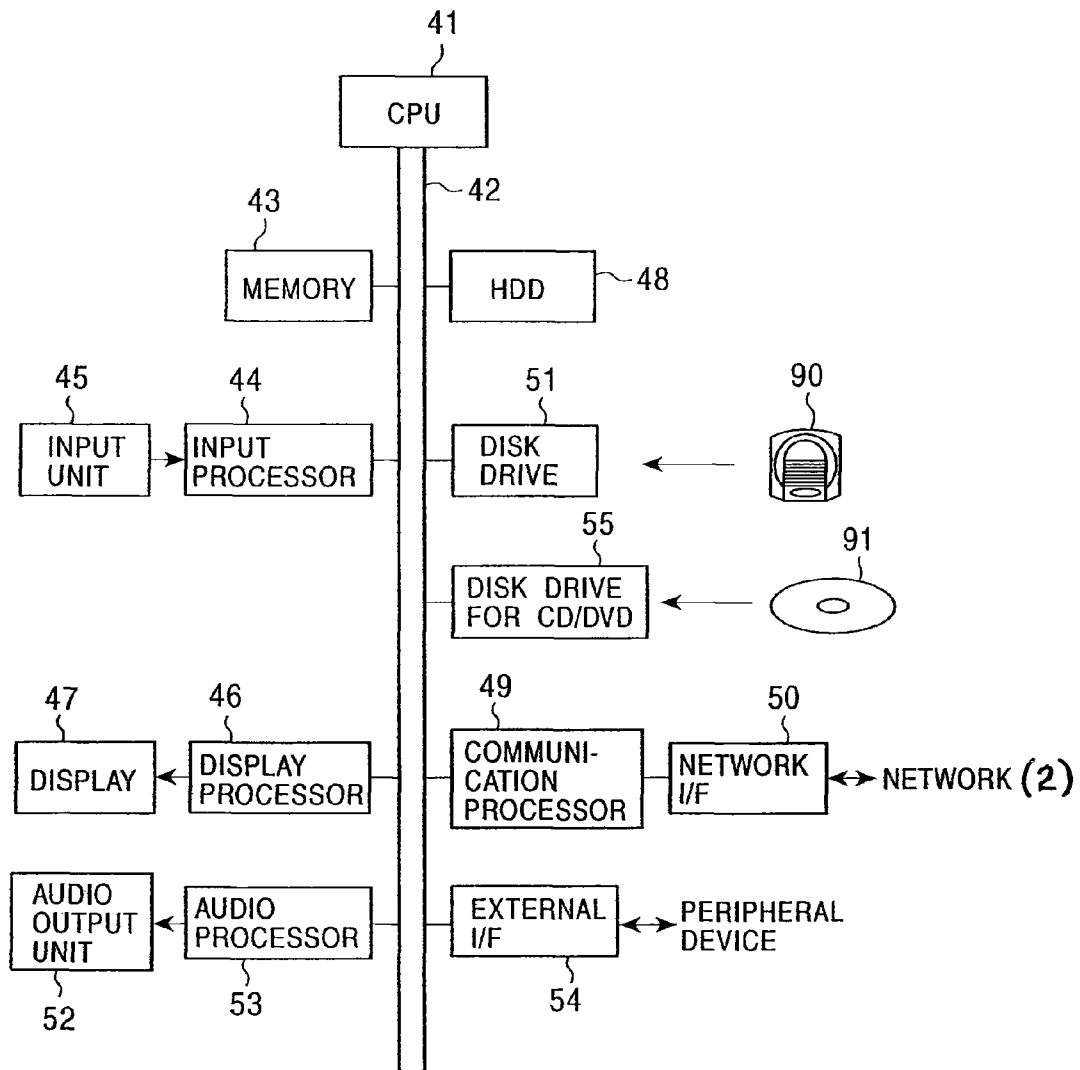 41
CPU
42
43
MEMORY
HDD
48
45
44
51
90
INPUT
UNIT
INPUT
PROCESSOR
DISK
DRIVE
55
91
DISK DRIVE
FOR CD/DVD
47
46
49
50
DISPLAY
DISPLAY
PROCESSOR
COMMUNI-
CATION
PROCESSOR
NETWORK
I/F
NETWORK (2)
AUDIO
OUTPUT
UNIT
AUDIO
PROCESSOR
EXTERNAL
I/F
PERIPHERAL
DEVICE
52
53
54